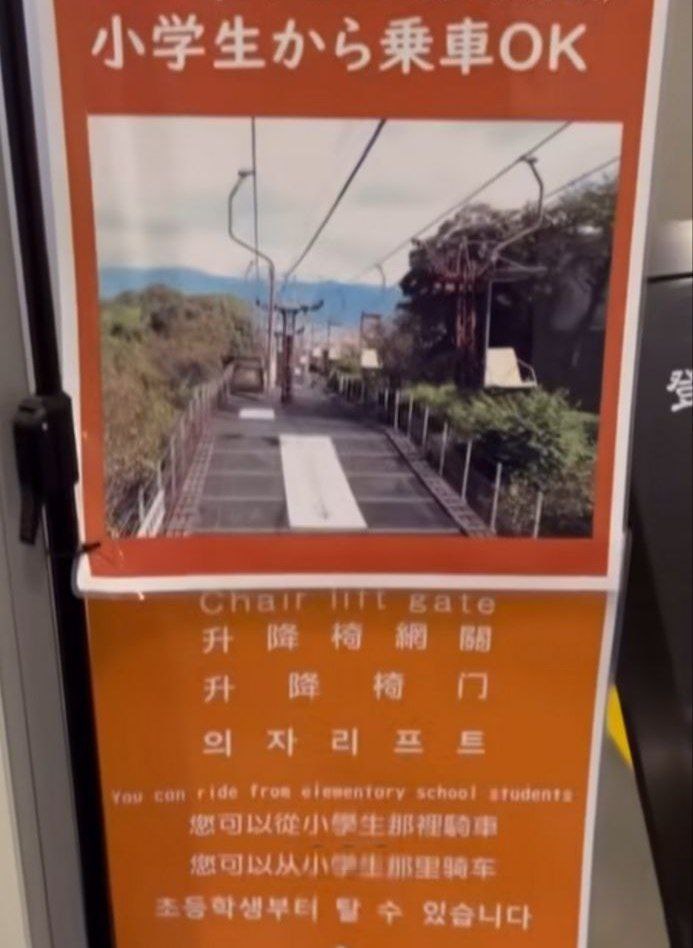 小学生から乗車OK
Chair lift gate
升降椅網關
升降椅门
의자리프트
You can ride from elementary school students
您可以從小學生那裡騎車
您可以从小学生那里骑车
초등학생부터 탈 수 있습니다